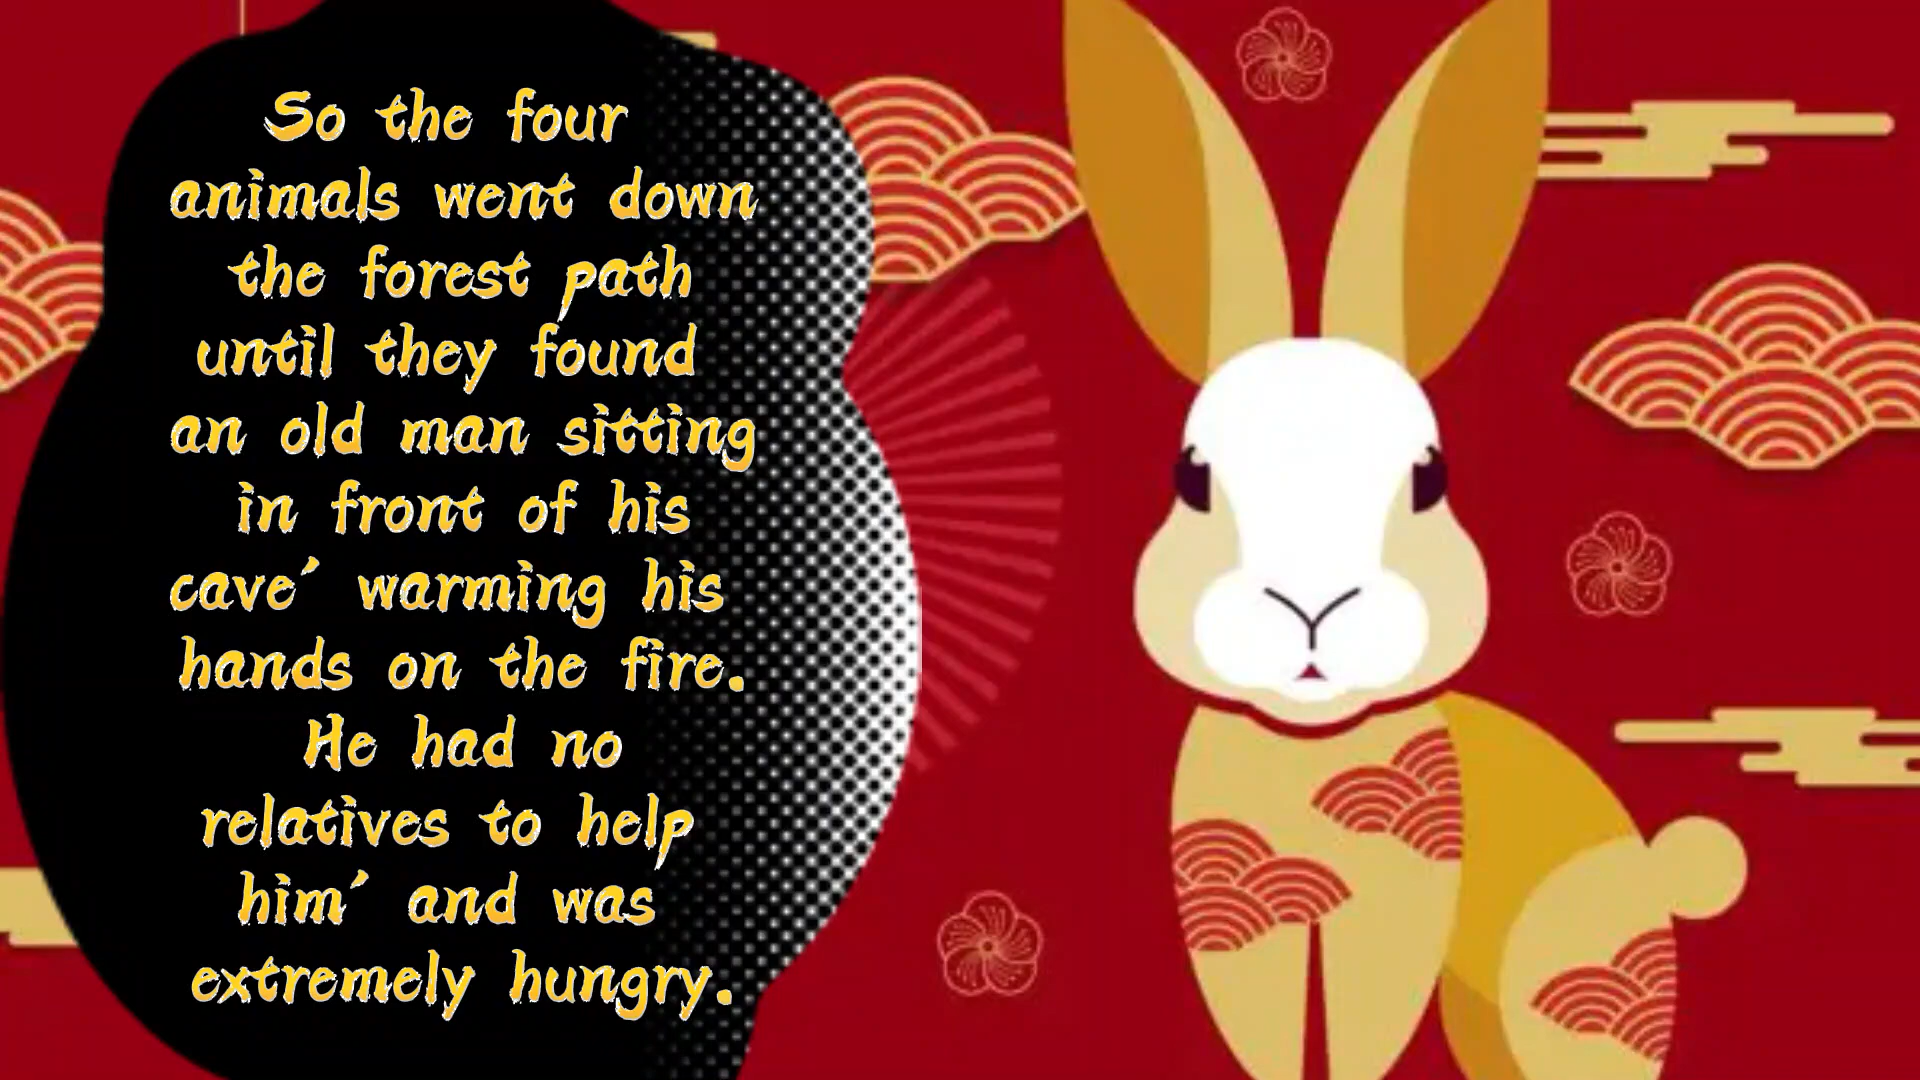 So the four
animals went down
the forest path
until they found
an old man sitting
in front of his
cave’ warming his
hands on the fire.
He had no
relatives to help
him’ and was
extremely hungry.